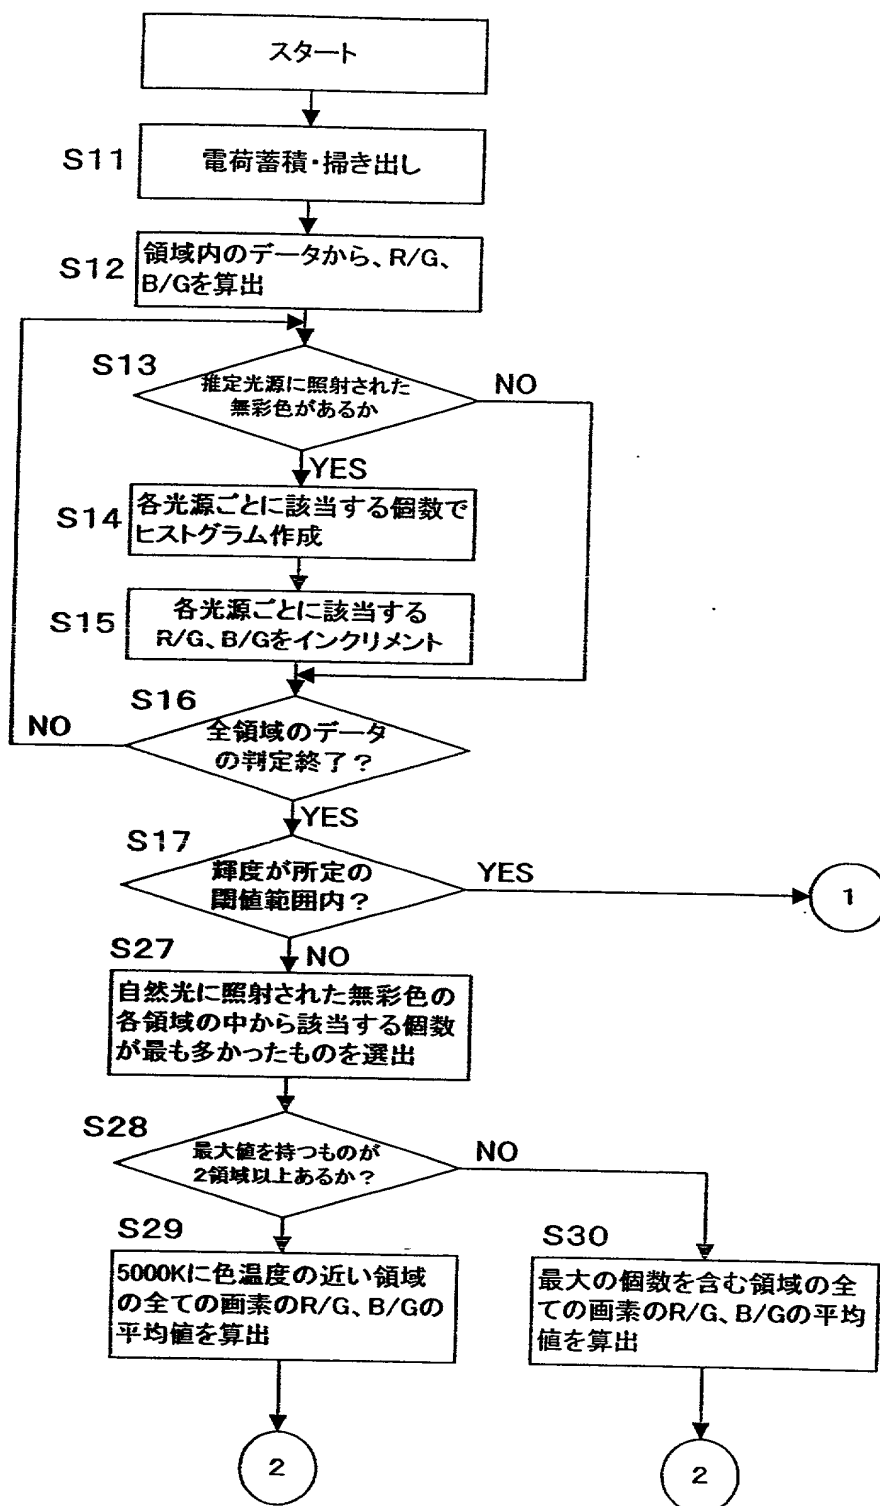 スタート
S11
電荷蓄積・掃き出し
S12
領域内のデータから、R/G、
B/Gを算出
S13
推定光源に照射された
無彩色があるか
NO
YES
S14
各光源ごとに該当する個数で
ヒストグラム作成
S15
各光源ごとに該当する
R/G、B/Gをインクリメント
S16
NO
全領域のデータ
の判定終了？
YES
S17
輝度が所定の
閾値範囲内？
YES
1
S27
NO
自然光に照射された無彩色の
各領域の中から該当する個数
が最も多かったものを選出
S28
最大値を持つものが
2領域以上あるか？
NO
S29
5000Kに色温度の近い領域
の全ての画素のR/G、B/Gの
平均値を算出
S30
最大の個数を含む領域の全
ての画素のR/G、B/Gの平均
値を算出
2
2